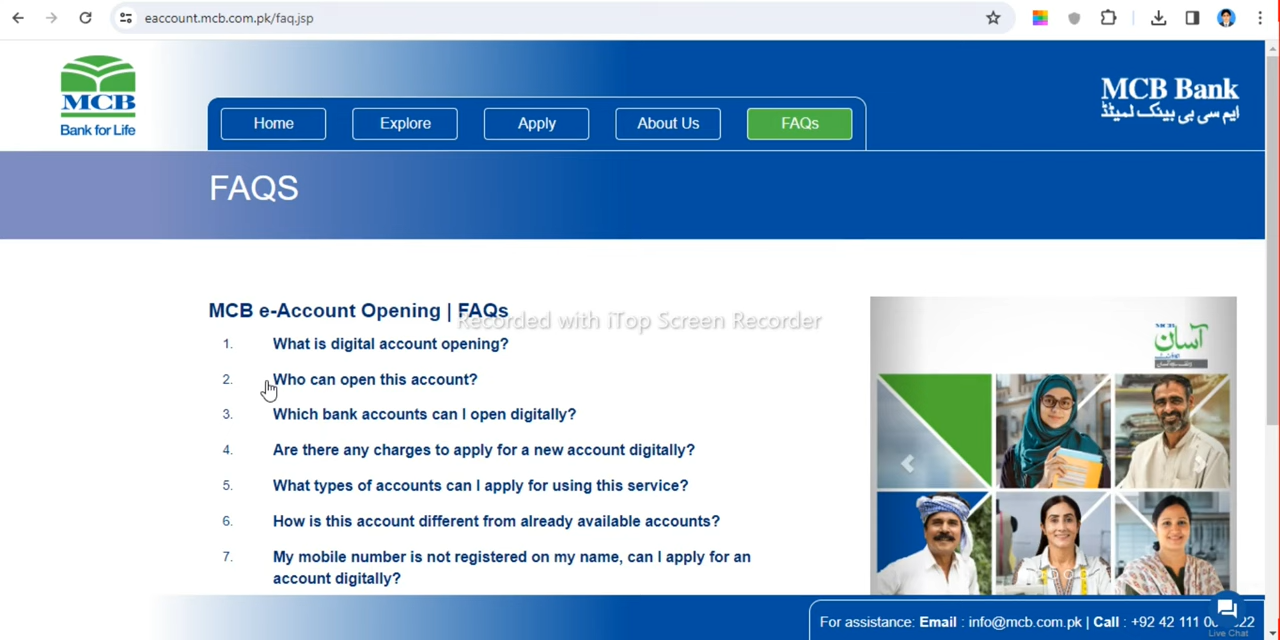 eaccount.mcb.com.pk/faq.jsp
MCB
Bank for Life
Home
Explore
Apply
About Us
FAQs
MCB Bank
ایم سی بی بینک لمیٹڈ
FAQS
MCB e-Account Opening | FAQs
Recorded with iTop Screen Recorder
1. What is digital account opening?
2. Who can open this account?
3. Which bank accounts can I open digitally?
4. Are there any charges to apply for a new account digitally?
5. What types of accounts can I apply for using this service?
6. How is this account different from already available accounts?
7. My mobile number is not registered on my name, can I apply for an
account digitally?
MCB
آسان
For assistance: Email : info@mcb.com.pk | Call : +92 42 111 0
22
Live Chat